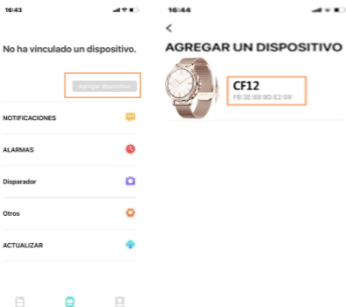 16:43
No ha vinculado un dispositivo.
Agregar dispositivo
NOTIFICACIONES
ALARMAS
Disparador
Otros
ACTUALIZAR
16:44
AGREGAR UN DISPOSITIVO
CF12